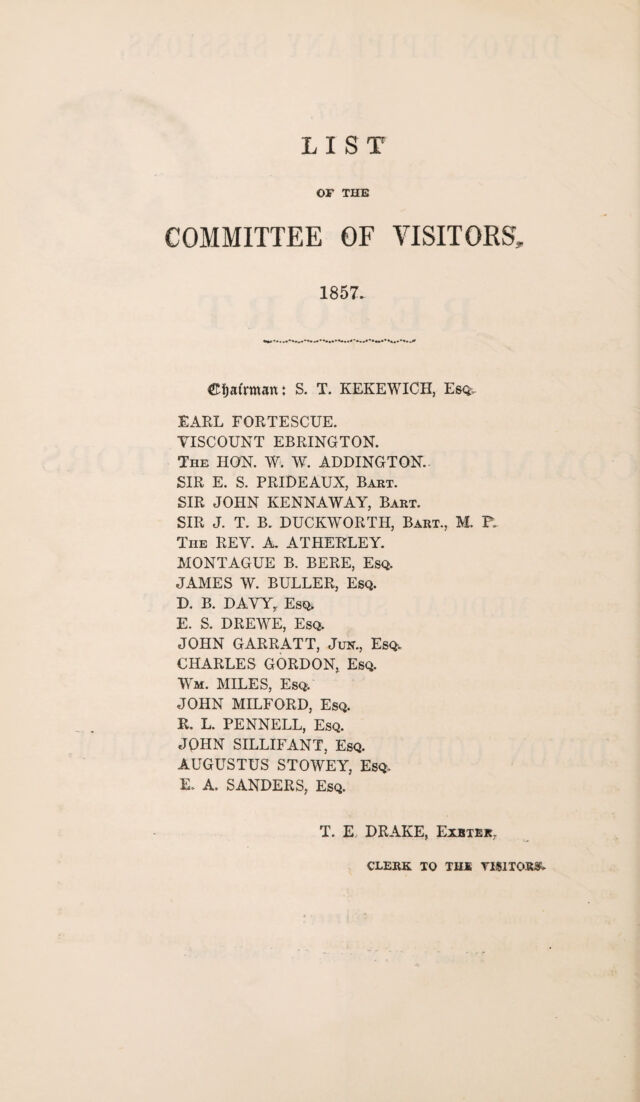 LIST
OF THE
COMMITTEE OF VISITORS,
1857.
Chairman: S. T. KEKEWICH, Esq.
EARL FORTESCUE.
VISCOUNT EBRINGTON.
The HON. W. W. ADDINGTON.
SIR E. S. PRIDEAUX, Bart.
SIR JOHN KENNAWAY, Bart.
SIR J. T. B. DUCKWORTH, Bart., M. P.
The REV. A. ATHERLEY.
MONTAGUE B. BERE, Esq.
JAMES W. BULLER, Esq.
D. B. DAVY, Esq.
E. S. DREWE, Esq.
JOHN GARRATT, Jun., Esq.
CHARLES GORDON, Esq.
Wm. MILES, Esq.
JOHN MILFORD, Esq.
R. L. PENNELL, Esq.
JOHN SILLIFANT, Esq.
AUGUSTUS STOWEY, Esq.
E. A. SANDERS, Esq.
T. E. DRAKE, Exeter,
CLERK TO THE VISITORS.